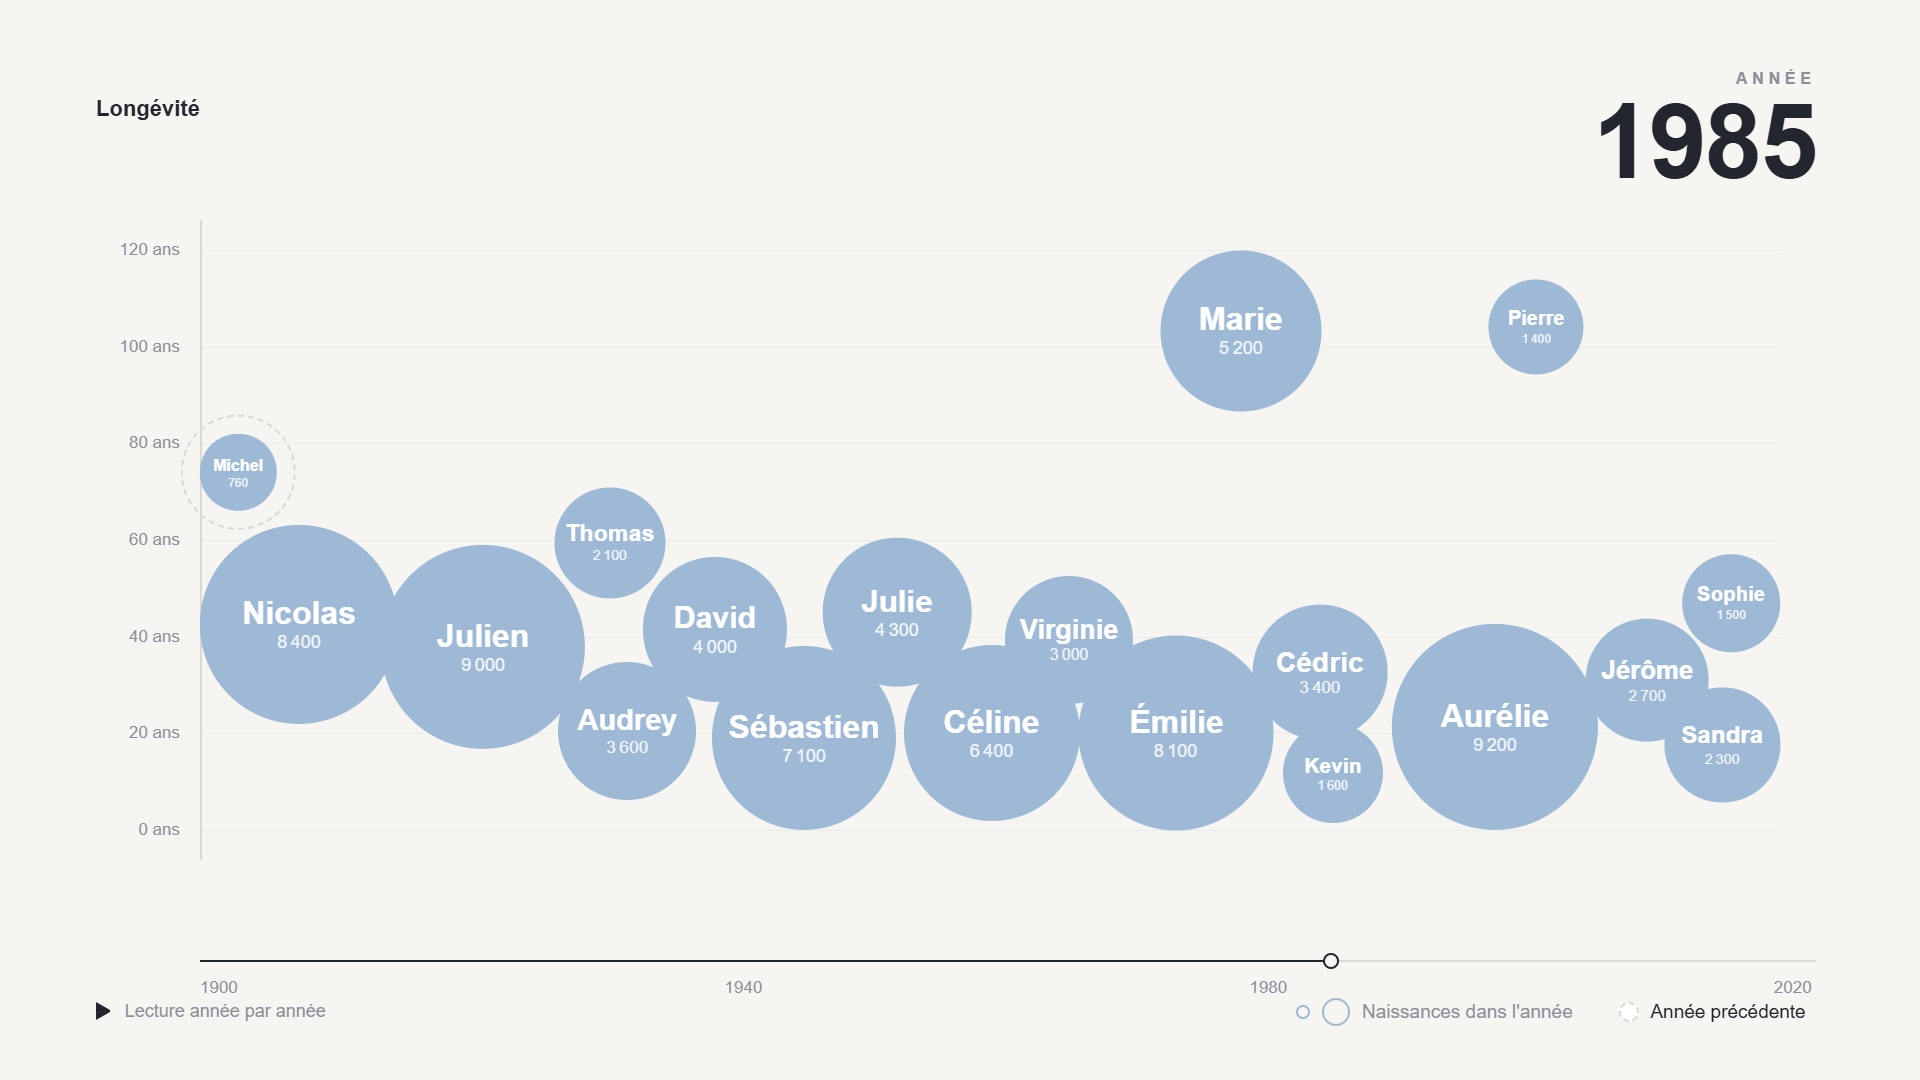 ANNÉE
Longévité
1985
120 ans
100 ans
80 ans
60 ans
40 ans
20 ans
0 ans
Marie
5 200
Pierre
1 400
Michel
760
Thomas
2 100
Nicolas
8 400
Julien
9 000
David
4 000
Julie
4 300
Virginie
3 000
Sophie
1 500
Cédric
3 400
Jérôme
2 700
Audrey
3 600
Sébastien
7 100
Céline
6 400
Émilie
8 100
Aurélie
9 200
Sandra
2 300
Kevin
1 600
1900
1940
1980
2020
Lecture année par année
Naissances dans l'année
Année précédente